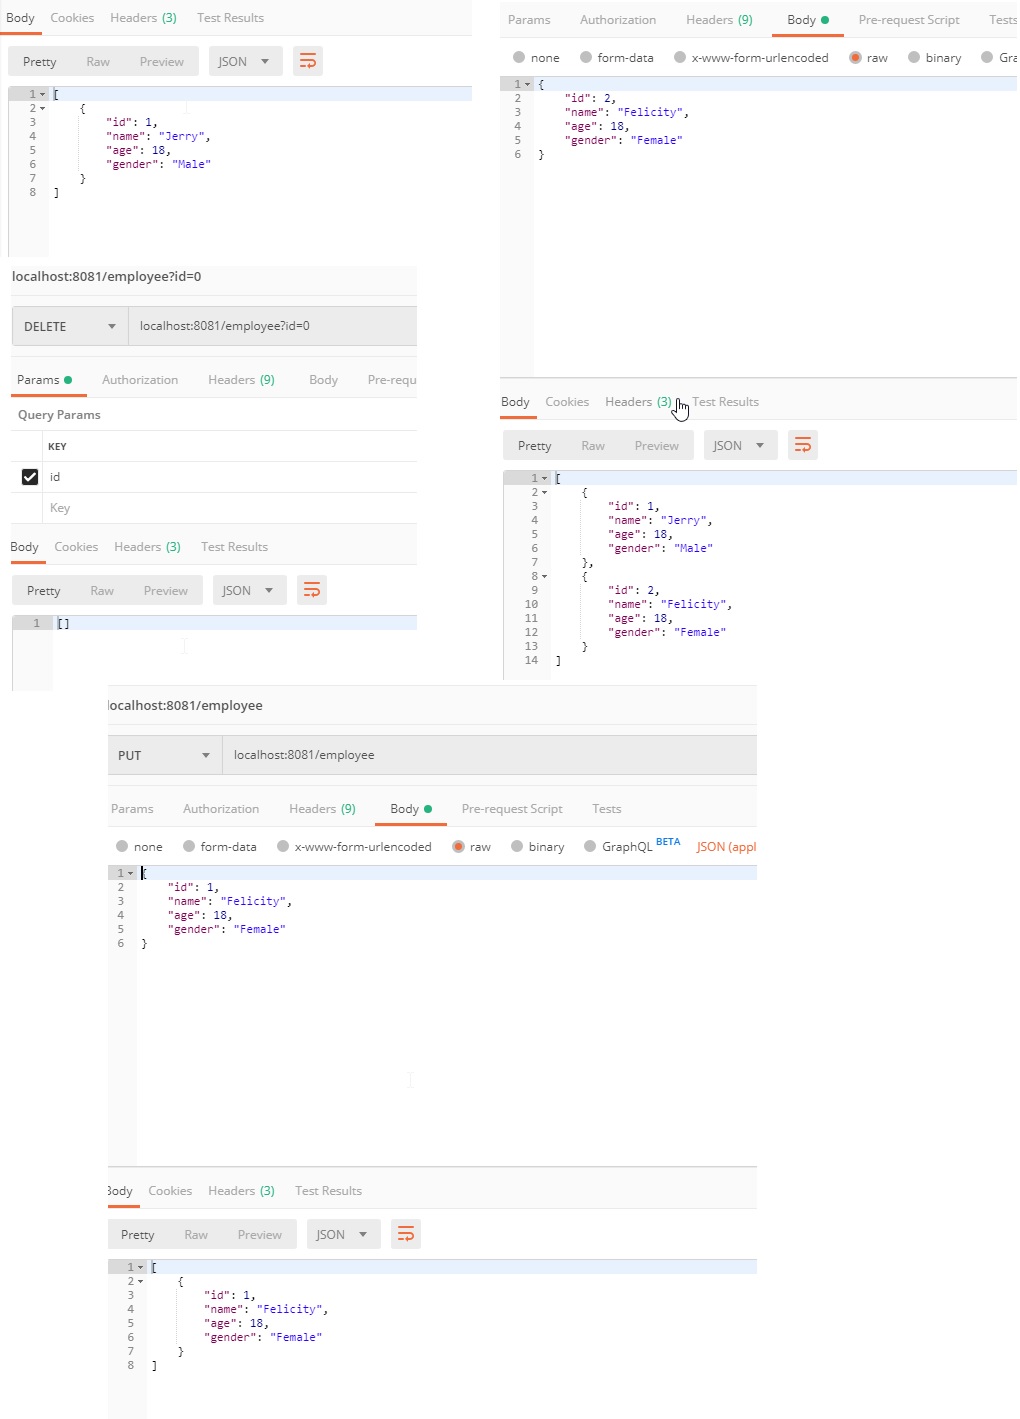 Body Cookies Headers (3) Test Results
Pretty Raw Preview JSON
1 [
2 {
3 "id": 1,
4 "name": "Jerry",
5 "age": 18,
6 "gender": "Male"
7 }
8 ]
Params Authorization Headers (9) Body Pre-request Script Tests
none form-data x-www-form-urlencoded raw binary Gra
1 {
2 "id": 2,
3 "name": "Felicity",
4 "age": 18,
5 "gender": "Female"
6 }
localhost:8081/employee?id=0
DELETE localhost:8081/employee?id=0
Params Authorization Headers (9) Body Pre-requ
Query Params
KEY
id
Key
Body Cookies Headers (3) Test Results
Pretty Raw Preview JSON
1 []
Body Cookies Headers (3) Test Results
Pretty Raw Preview JSON
1 [
2 {
3 "id": 1,
4 "name": "Jerry",
5 "age": 18,
6 "gender": "Male"
7 },
8 {
9 "id": 2,
10 "name": "Felicity",
11 "age": 18,
12 "gender": "Female"
13 }
14 ]
localhost:8081/employee
PUT localhost:8081/employee
Params Authorization Headers (9) Body Pre-request Script Tests
none form-data x-www-form-urlencoded raw binary GraphQL BETA JSON (appl
1 {
2 "id": 1,
3 "name": "Felicity",
4 "age": 18,
5 "gender": "Female"
6 }
Body Cookies Headers (3) Test Results
Pretty Raw Preview JSON
1 [
2 {
3 "id": 1,
4 "name": "Felicity",
5 "age": 18,
6 "gender": "Female"
7 }
8 ]